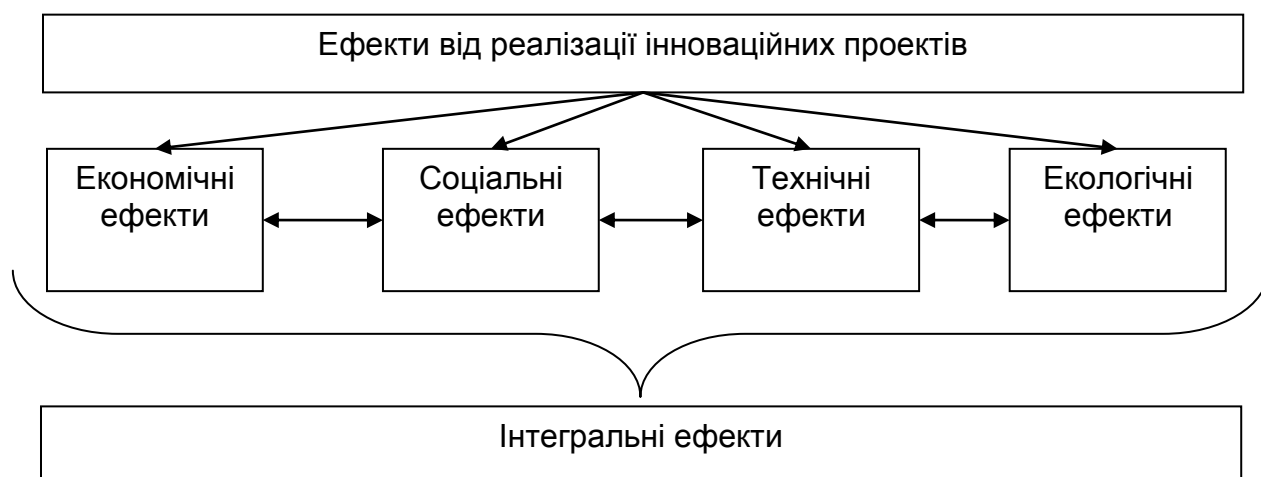 Ефекти від реалізації інноваційних проектів
Економічні
ефекти
Соціальні
ефекти
Технічні
ефекти
Екологічні
ефекти
Інтегральні ефекти